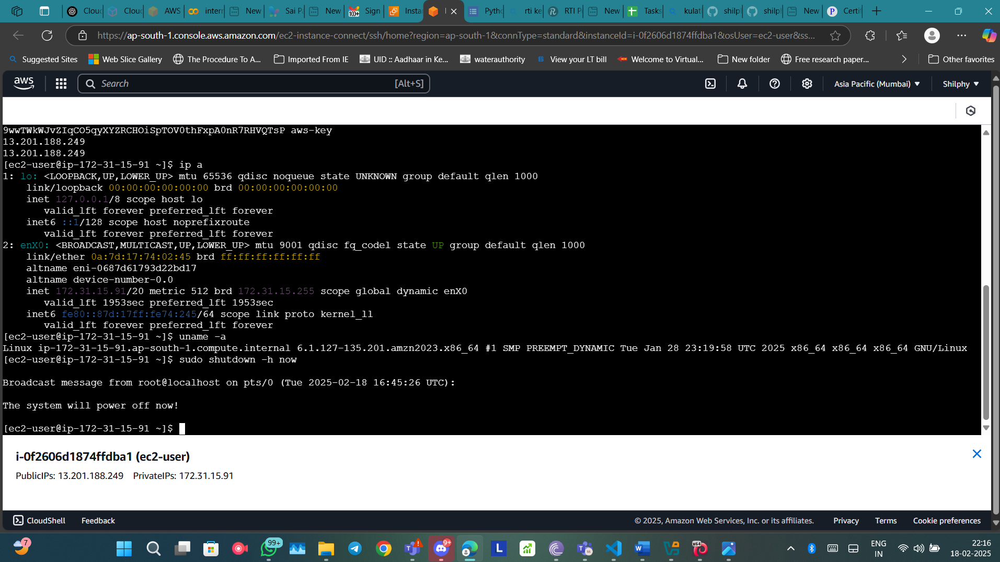 Cloud
Cloud
AWS
inter
New
Sai P
New
Sign
Insta
Pytho
rti ke
RTI P
New
Tasks
kulat
shilp
shilp
New
Certif
https://ap-south-1.console.aws.amazon.com/ec2-instance-connect/ssh/home?region=ap-south-1&connType=standard&instanceId=i-0f2606d1874ffdba1&osUser=ec2-user&ss...
Suggested Sites
Web Slice Gallery
The Procedure To A...
Imported From IE
UID :: Aadhaar in Ke...
waterauthority
View your LT bill
Welcome to Virtual...
New folder
Free research paper...
Other favorites
aws
Search
[Alt+S]
Asia Pacific (Mumbai)
Shilphy
9wwTWkWJvZIqCO5qyXYZRCHOiSpTOV0thFxpA0nR7RHVQTsP aws-key
13.201.188.249
13.201.188.249
[ec2-user@ip-172-31-15-91 ~]$ ip a
1: lo: <LOOPBACK,UP,LOWER_UP> mtu 65536 qdisc noqueue state UNKNOWN group default qlen 1000
link/loopback 00:00:00:00:00:00 brd 00:00:00:00:00:00
inet 127.0.0.1/8 scope host lo
valid_lft forever preferred_lft forever
inet6 ::1/128 scope host noprefixroute
valid_lft forever preferred_lft forever
2: enX0: <BROADCAST,MULTICAST,UP,LOWER_UP> mtu 9001 qdisc fq_codel state UP group default qlen 1000
link/ether 0a:7d:17:74:02:45 brd ff:ff:ff:ff:ff:ff
altname eni-0687d61793d22bd17
altname device-number-0.0
inet 172.31.15.91/20 metric 512 brd 172.31.15.255 scope global dynamic enX0
valid_lft 1953sec preferred_lft 1953sec
inet6 fe80::87d:17ff:fe74:245/64 scope link proto kernel_ll
valid_lft forever preferred_lft forever
[ec2-user@ip-172-31-15-91 ~]$ uname -a
Linux ip-172-31-15-91.ap-south-1.compute.internal 6.1.127-135.201.amzn2023.x86_64 #1 SMP PREEMPT_DYNAMIC Tue Jan 28 23:19:58 UTC 2025 x86_64 x86_64 x86_64 GNU/Linux
[ec2-user@ip-172-31-15-91 ~]$ sudo shutdown -h now
Broadcast message from root@localhost on pts/0 (Tue 2025-02-18 16:45:26 UTC):
The system will power off now!
[ec2-user@ip-172-31-15-91 ~]$
i-0f2606d1874ffdba1 (ec2-user)
PublicIPs: 13.201.188.249 PrivateIPs: 172.31.15.91
CloudShell
Feedback
© 2025, Amazon Web Services, Inc. or its affiliates.
Privacy
Terms
Cookie preferences
7
99+
9+
L
W
X64
ENG
IN
22:16
18-02-2025